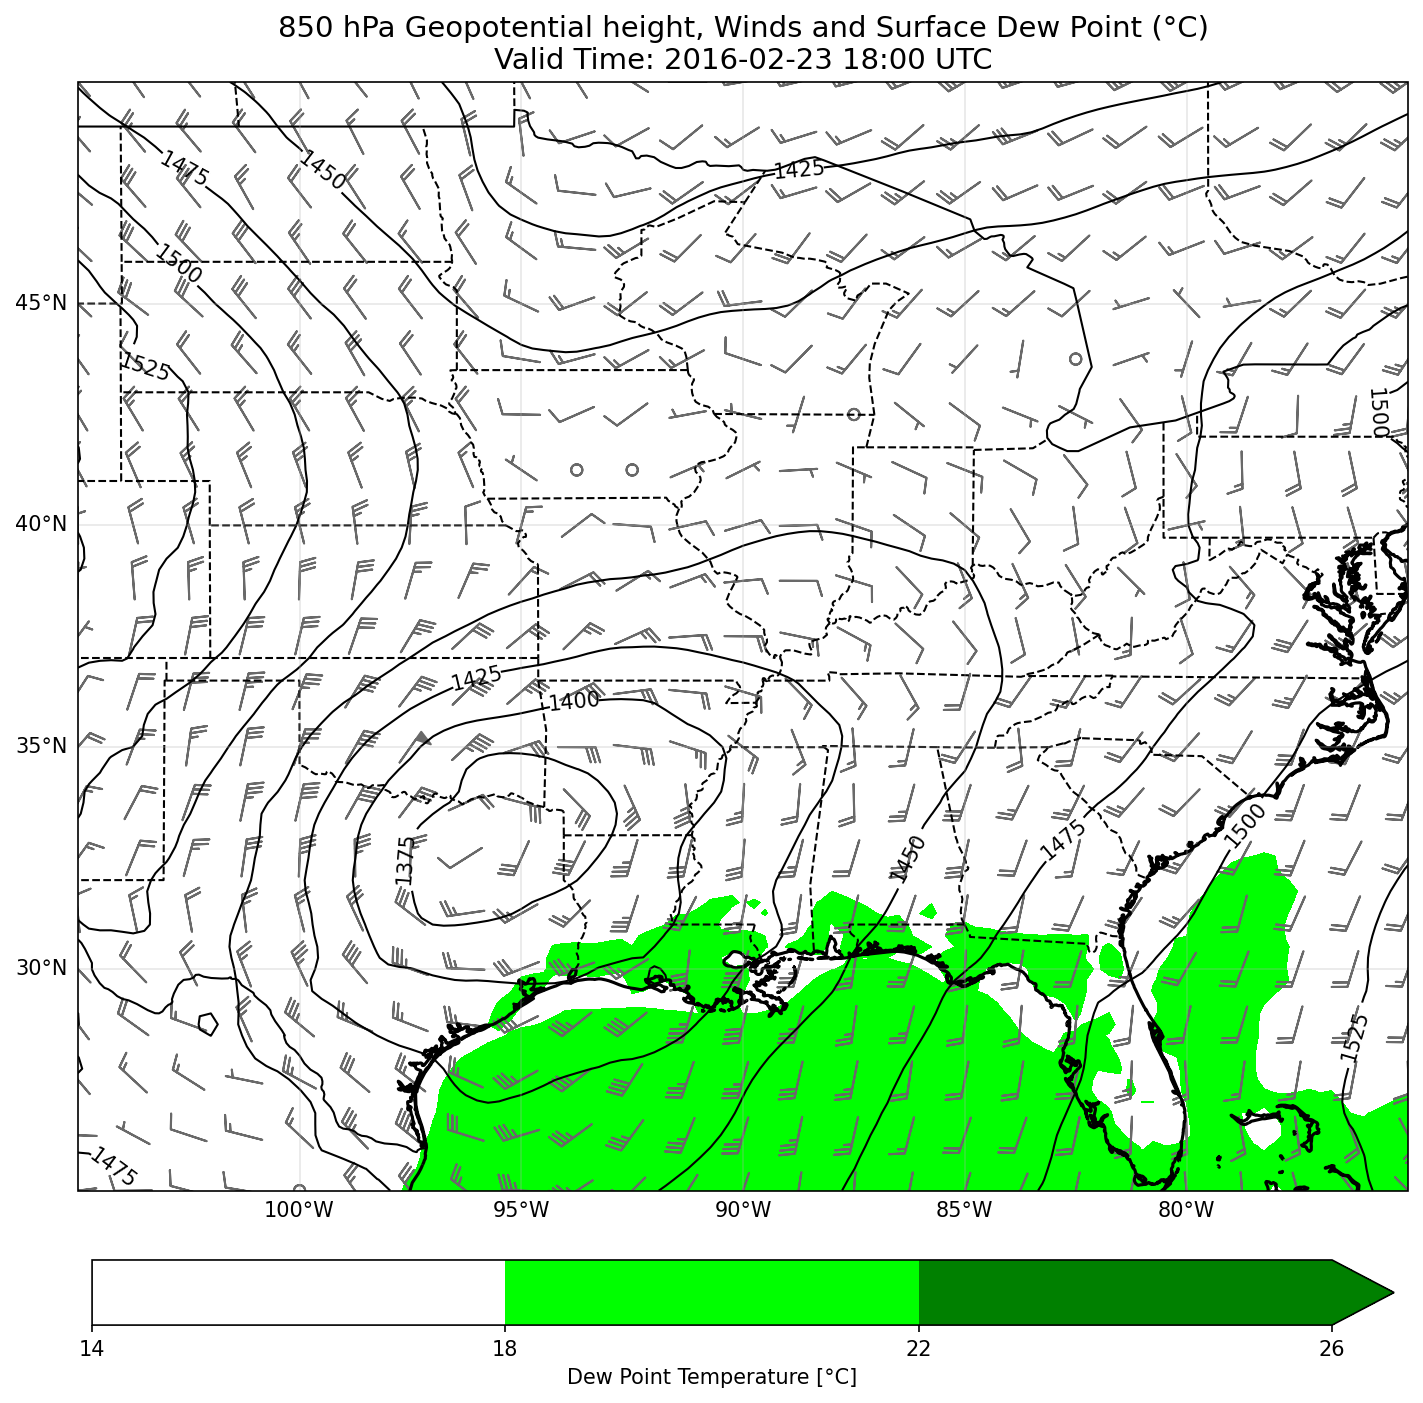 850 hPa Geopotential height, Winds and Surface Dew Point (°C)
Valid Time: 2016-02-23 18:00 UTC
1475
1450
1425
1500
45°N
1525
1500
40°N
1425
1400
35°N
1375
1450
1475
1500
30°N
1525
1475
100°W 95°W 90°W 85°W 80°W
14 18 22 26
Dew Point Temperature [°C]